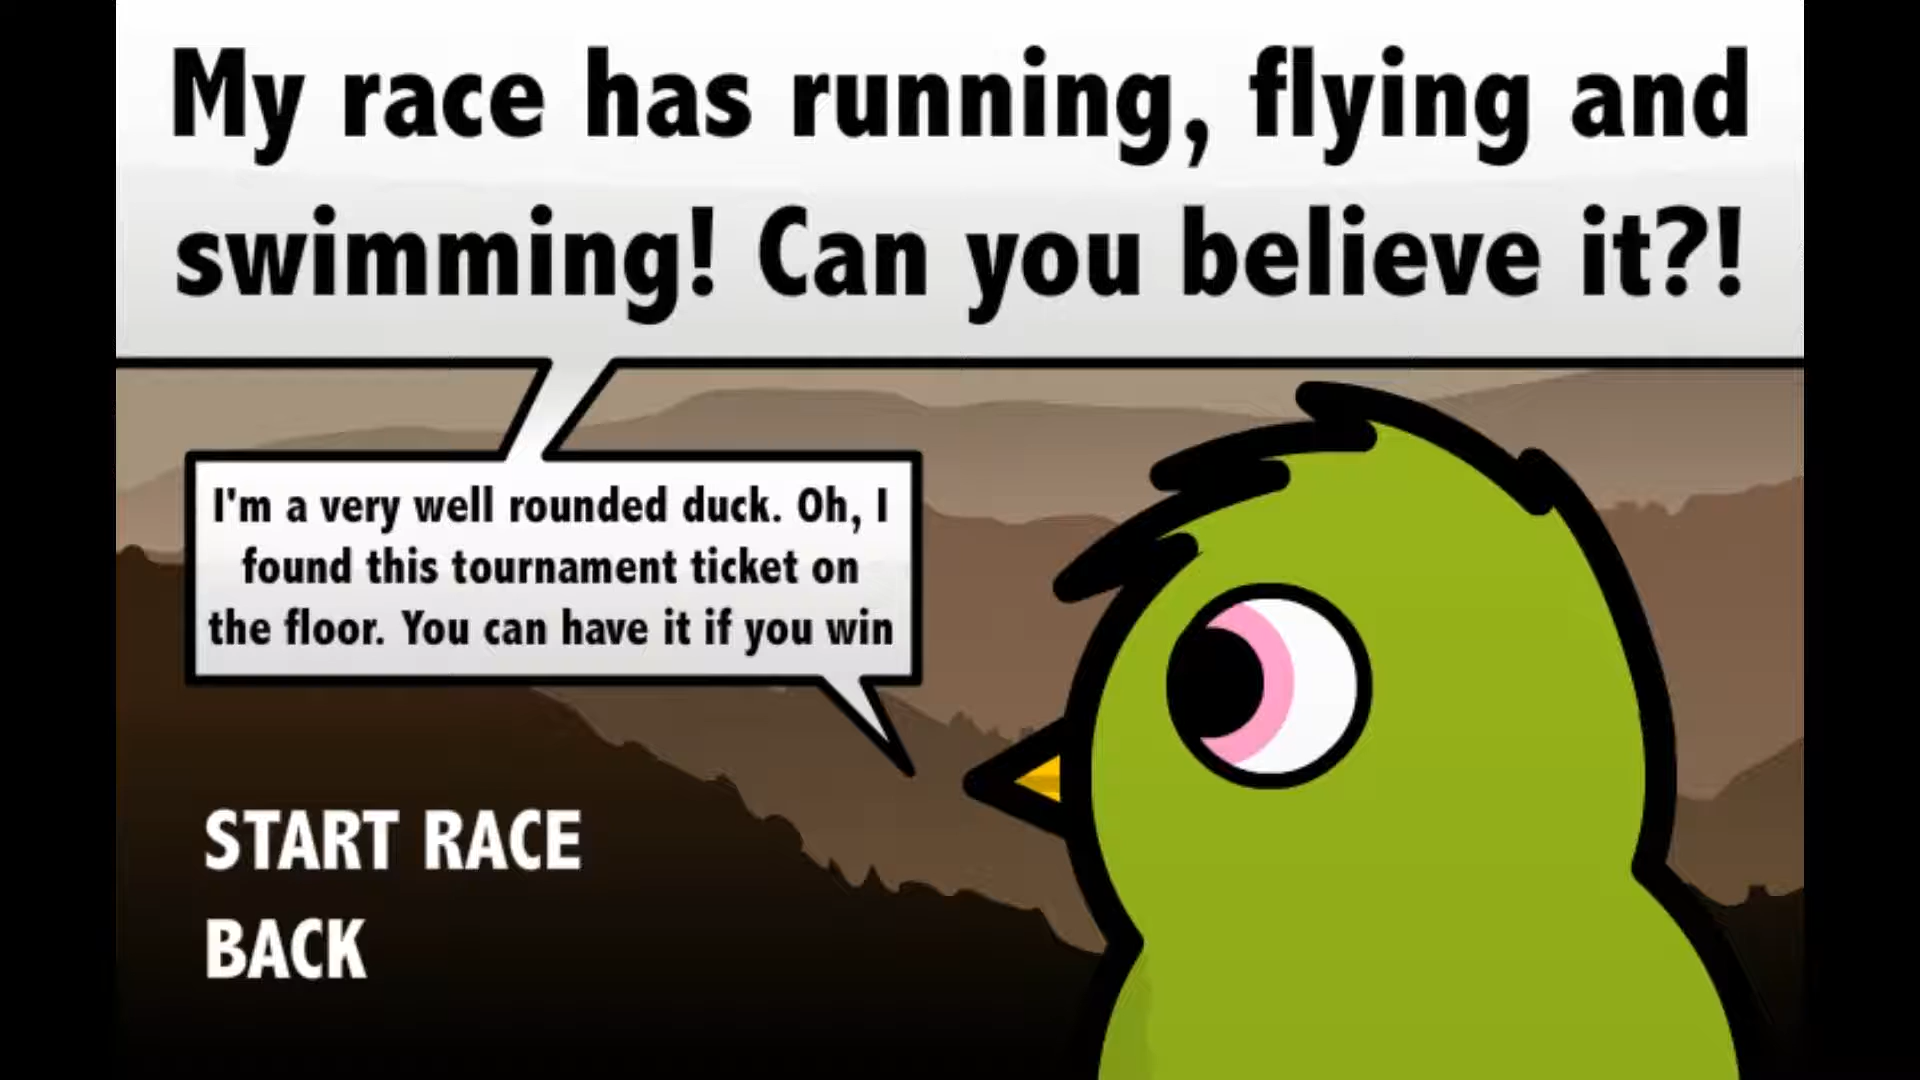 My race has running, flying and
swimming! Can you believe it?!
I'm a very well rounded duck. Oh, I
found this tournament ticket on
the floor. You can have it if you win
START RACE
BACK